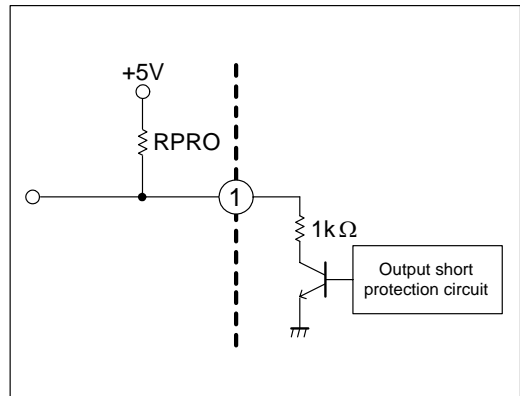 +5V
RPRO
1
1kΩ
Output short
protection circuit